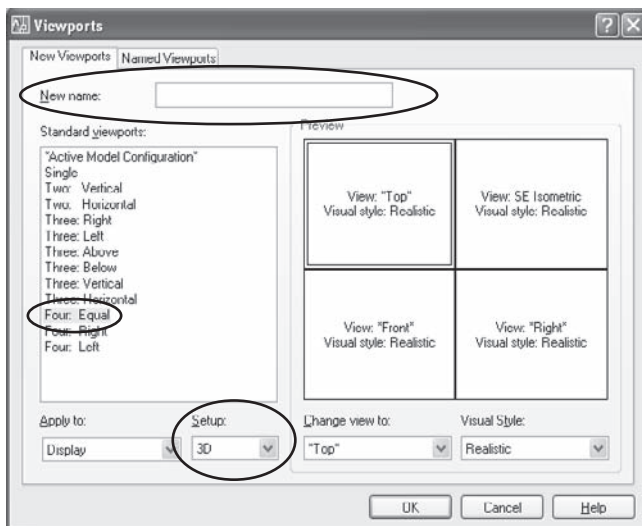 Viewports
New Viewports
Named Viewports
New name:
Standard viewports:
"Active Model Configuration"
Single
Two: Vertical
Two: Horizontal
Three: Right
Three: Left
Three: Above
Three: Below
Three: Vertical
Three: Horizontal
Four: Equal
Four: Right
Four: Left
Apply to:
Display
Setup:
3D
Preview
View: "Top"
Visual style: Realistic
View: SE Isometric
Visual style: Realistic
View: "Front"
Visual style: Realistic
View: "Right"
Visual style: Realistic
Change view to:
"Top"
Visual Style:
Realistic
OK
Cancel
Help